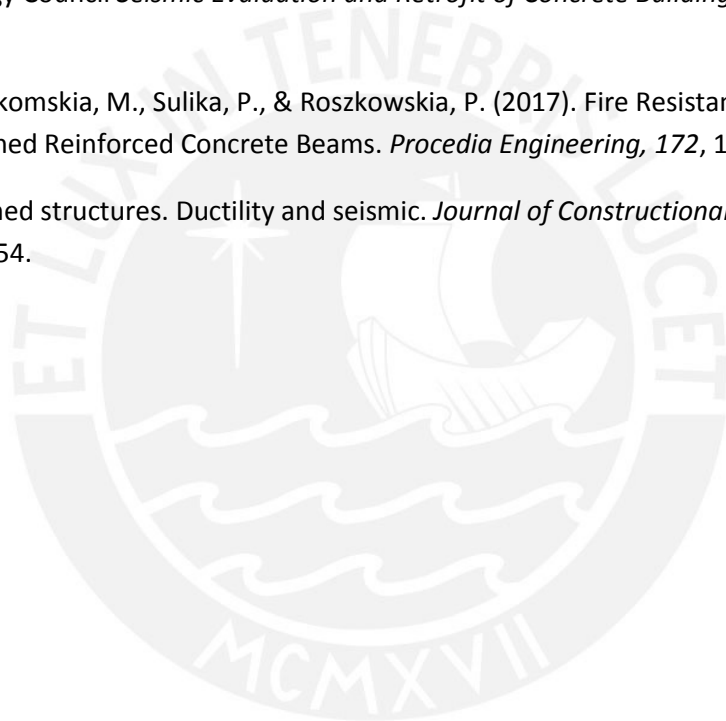 Council Seismic Evaluation and Retrofit of Concrete Building
komskia, M., Sulika, P., & Roszkowskia, P. (2017). Fire Resistan
ned Reinforced Concrete Beams. Procedia Engineering, 172, 1
ned structures. Ductility and seismic. Journal of Constructional
54.
ET LUX IN TENEBRIS LUCET
MCMXVII